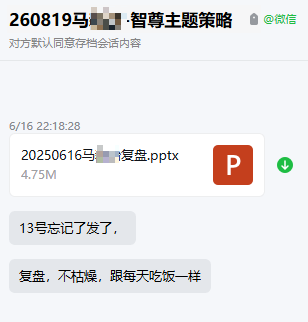 260819马 ·智尊主题策略
@微信
对方默认同意存档会话内容
6/16 22:18:28
20250616马 复盘.pptx
4.75M
P
13号忘记了发了，
复盘，不枯燥，跟每天吃饭一样